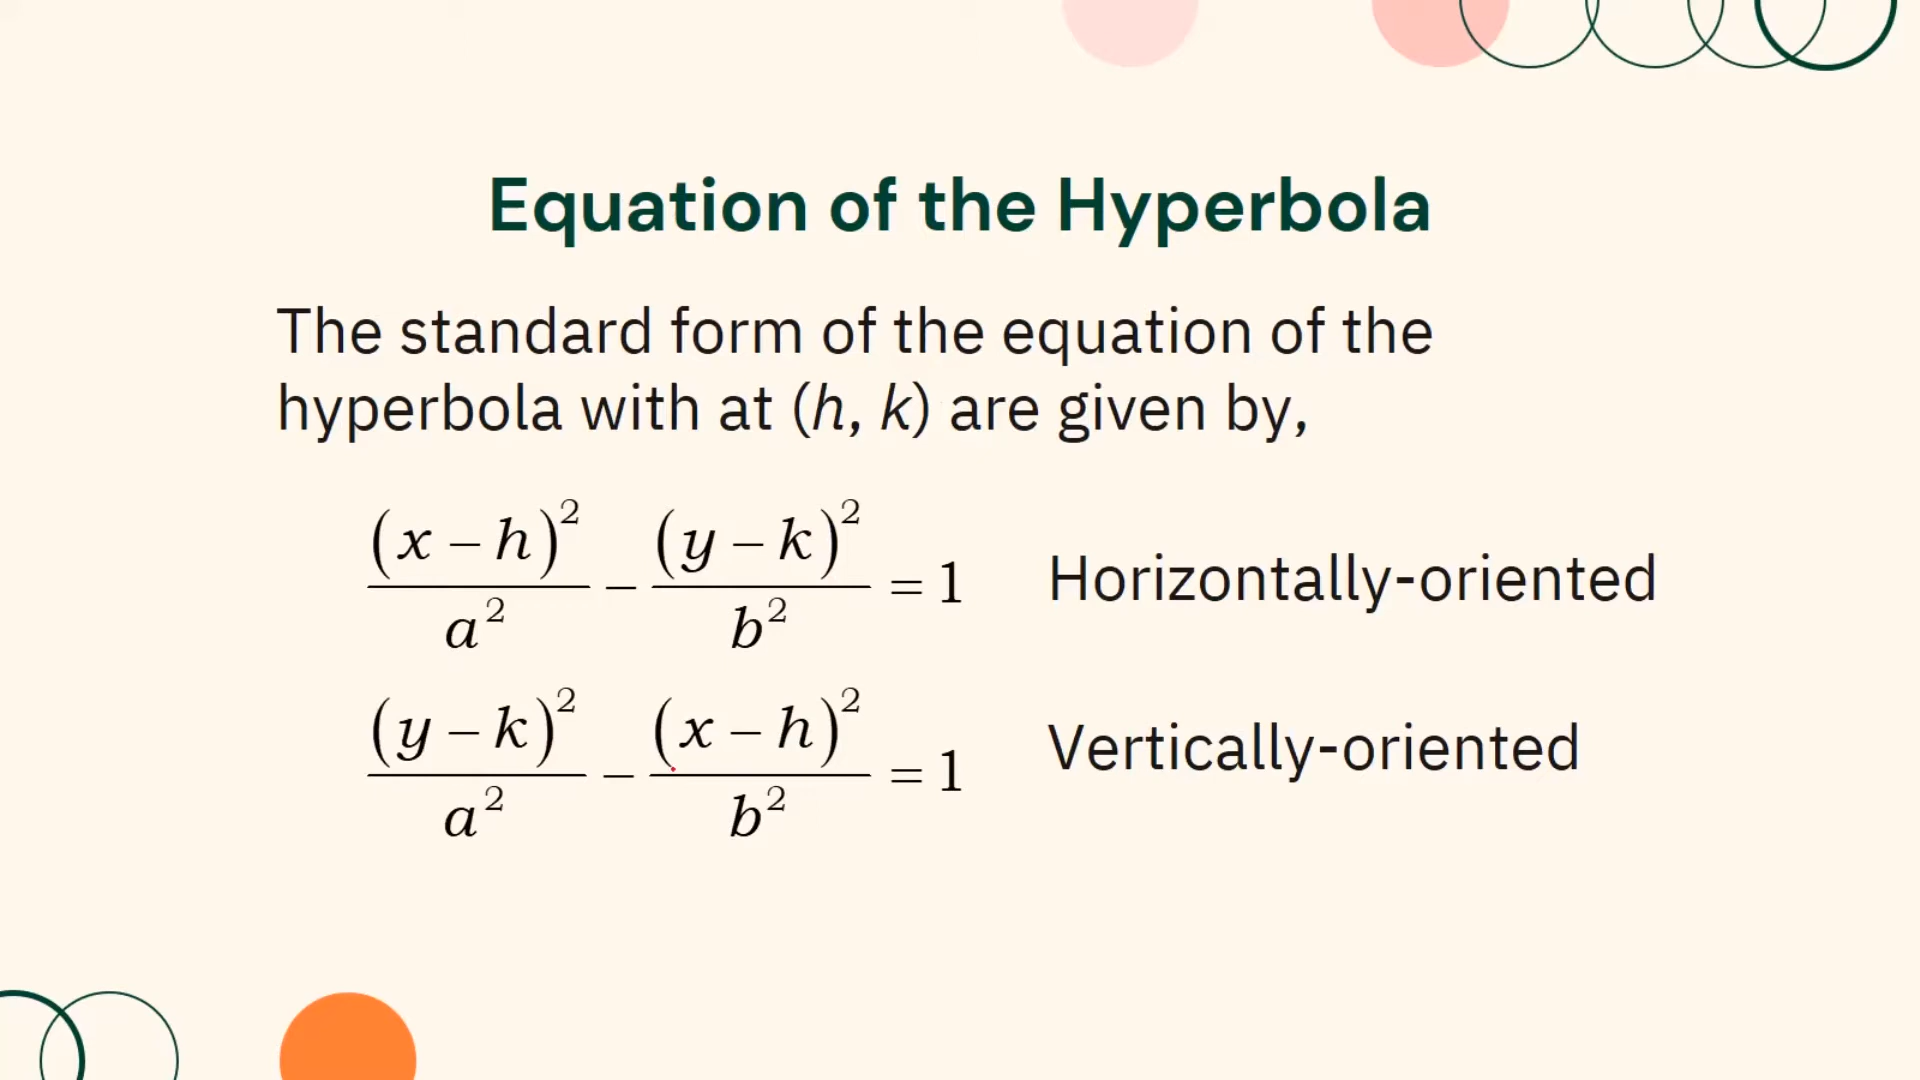 Equation of the Hyperbola
The standard form of the equation of the
hyperbola with at (h, k) are given by,
(x – h)²/a² – (y – k)²/b² = 1 Horizontally-oriented
(y – k)²/a² – (x – h)²/b² = 1 Vertically-oriented